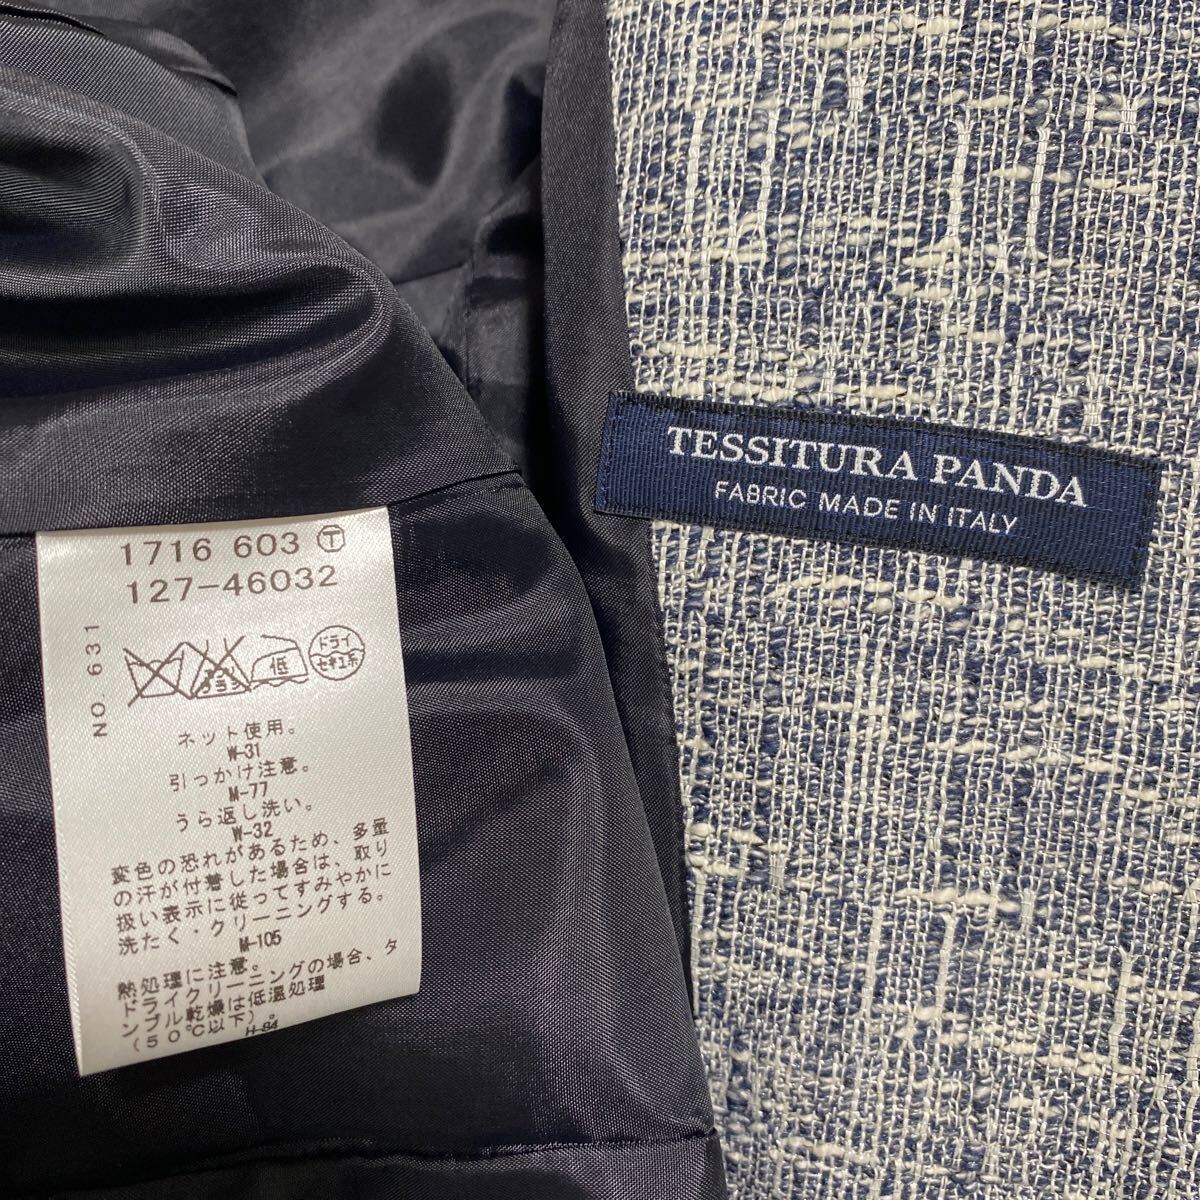 1716 603 Ⓣ
127-46032
NO. 631
エンソ
サラシ
低
ドライ
セキユ系
ネット使用。
W-31
引っかけ注意。
M-77
うら返し洗い。
W-32
変色の恐れがあるため、多量
の汗が付着した場合は、取り
扱い表示に従ってすみやかに
洗たく・クリーニングする。
M-105
熱処理に注意。
ドライクリーニングの場合、タ
ンブル乾燥は低温処理
(50℃以下)。
H-84
TESSITURA PANDA
FABRIC MADE IN ITALY